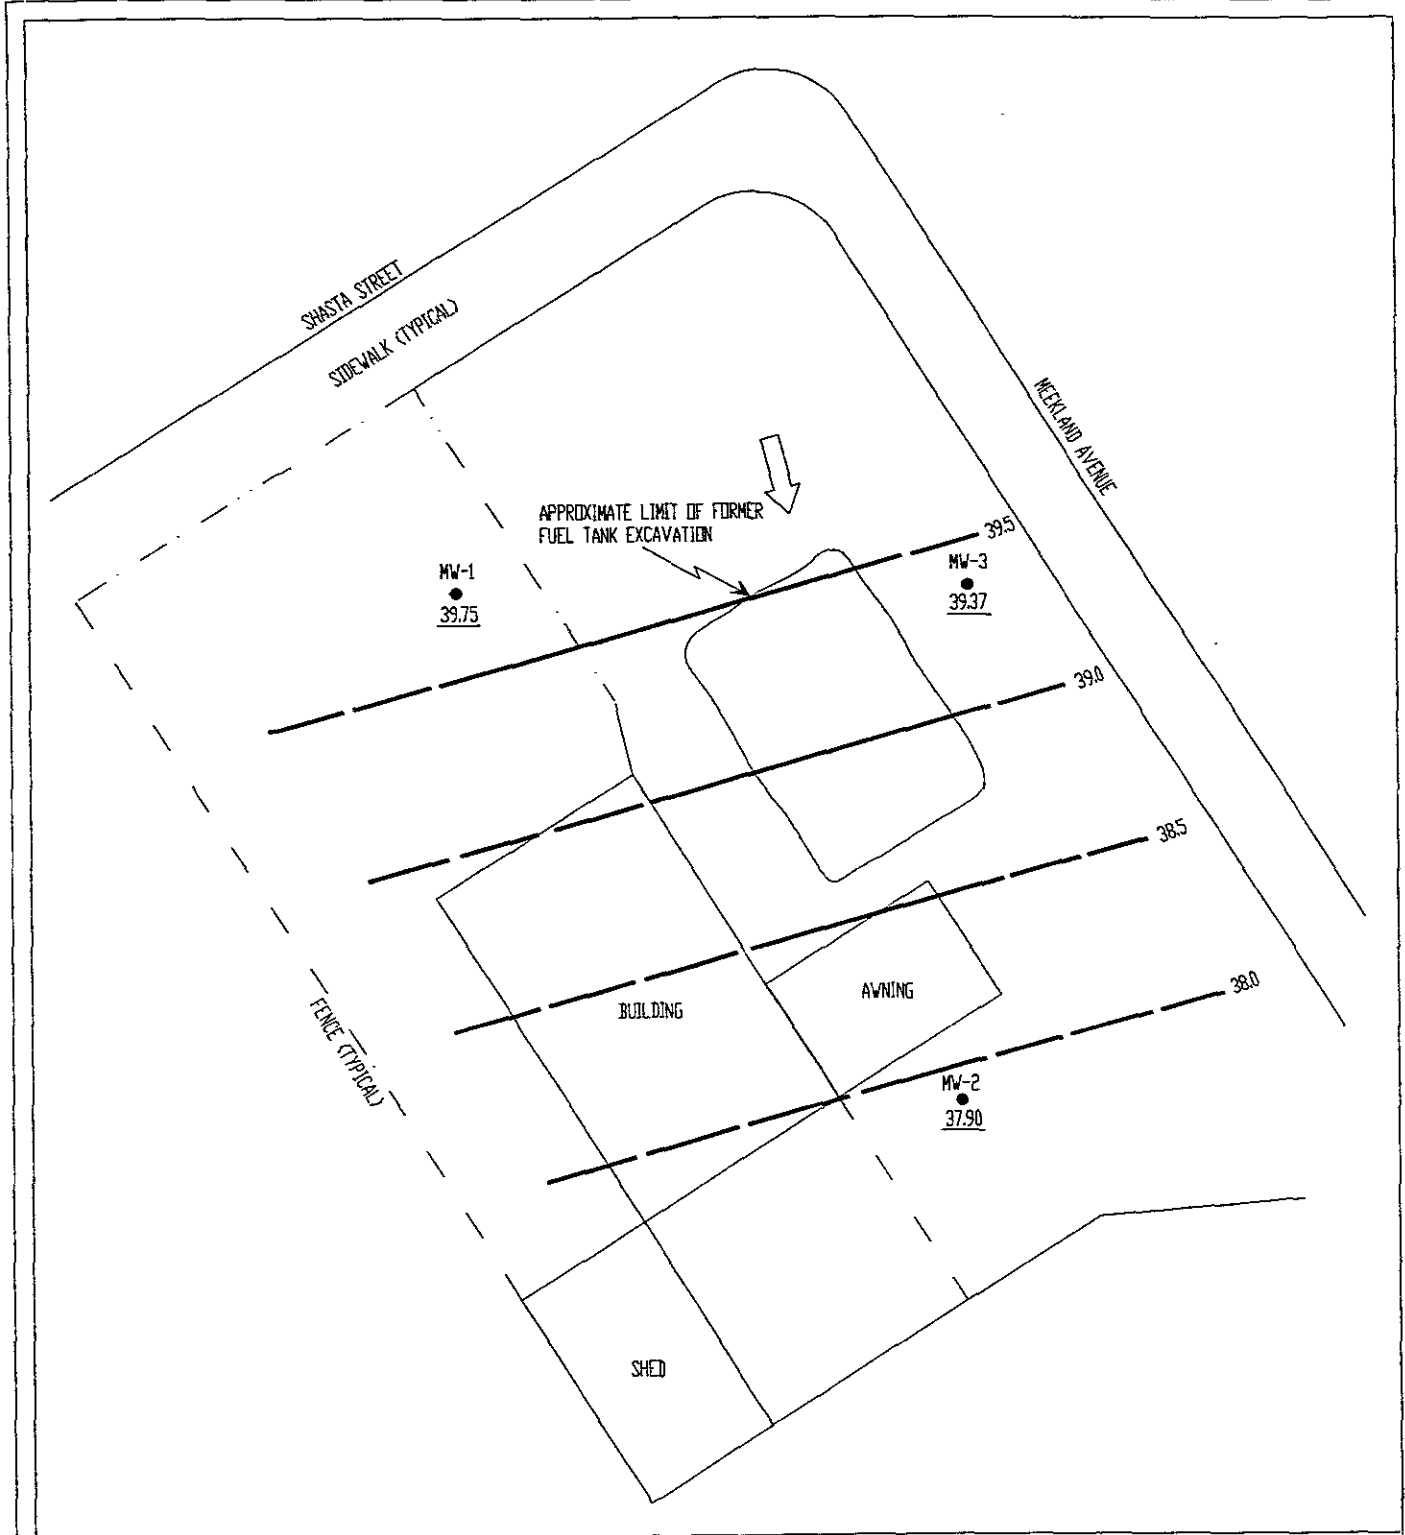 SHASTA STREET
SIDEWALK (TYPICAL)
MEEKLAND AVENUE
APPROXIMATE LIMIT OF FORMER
FUEL TANK EXCAVATION
39.5
MW-1
39.75
MW-3
39.37
39.0
38.5
AWNING
BUILDING
38.0
FENCE (TYPICAL)
MW-2
37.90
SHED